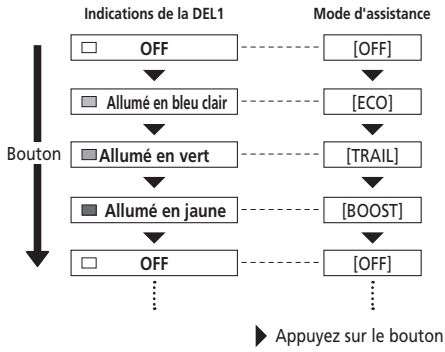 Indications de la DEL1 Mode d'assistance
OFF [OFF]
Allumé en bleu clair [ECO]
Bouton Allumé en vert [TRAIL]
Allumé en jaune [BOOST]
OFF [OFF]
Appuyez sur le bouton